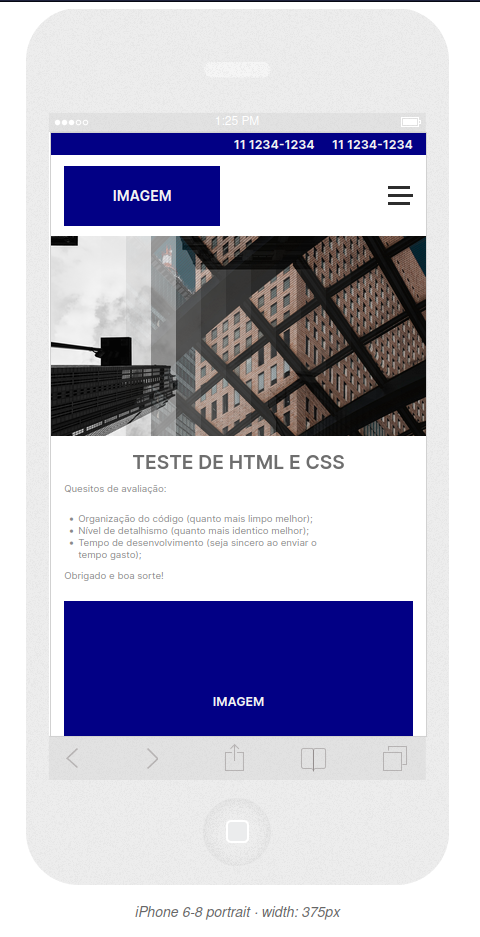 1:25 PM
11 1234-1234 11 1234-1234
IMAGEM
TESTE DE HTML E CSS
Quesitos de avaliação:
• Organização do código (quanto mais limpo melhor);
• Nível de detalhismo (quanto mais identico melhor);
• Tempo de desenvolvimento (seja sincero ao enviar o
tempo gasto);
Obrigado e boa sorte!
IMAGEM
iPhone 6-8 portrait · width: 375px